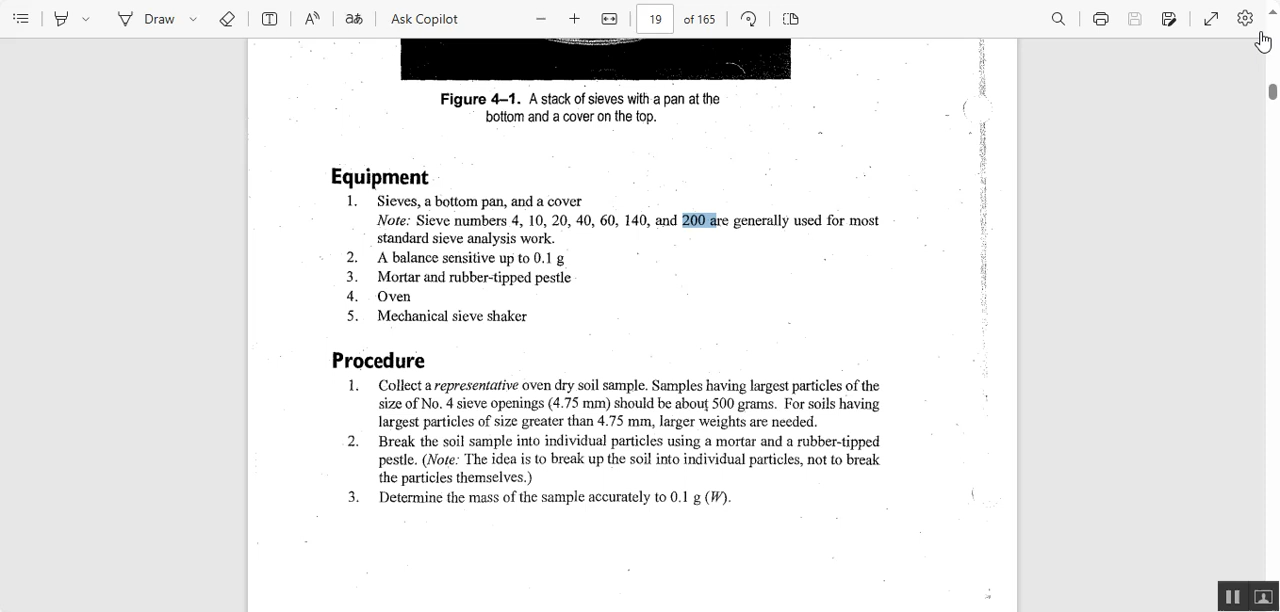 Draw
T
A
aあ
Ask Copilot
19 of 165
Figure 4–1. A stack of sieves with a pan at the
bottom and a cover on the top.
Equipment
1. Sieves, a bottom pan, and a cover
Note: Sieve numbers 4, 10, 20, 40, 60, 140, and 200 are generally used for most
standard sieve analysis work.
2. A balance sensitive up to 0.1 g
3. Mortar and rubber-tipped pestle
4. Oven
5. Mechanical sieve shaker
Procedure
1. Collect a representative oven dry soil sample. Samples having largest particles of the
size of No. 4 sieve openings (4.75 mm) should be about 500 grams. For soils having
largest particles of size greater than 4.75 mm, larger weights are needed.
2. Break the soil sample into individual particles using a mortar and a rubber-tipped
pestle. (Note: The idea is to break up the soil into individual particles, not to break
the particles themselves.)
3. Determine the mass of the sample accurately to 0.1 g (W).